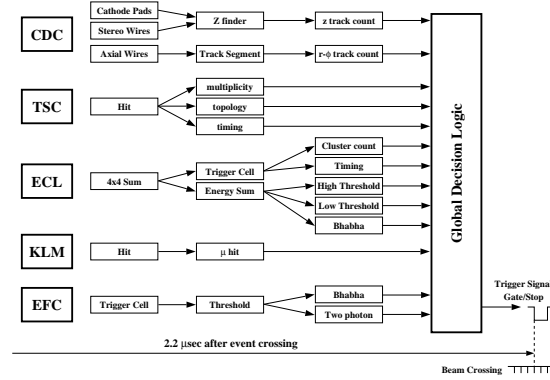 CDC
Cathode Pads
Stereo Wires
Z finder
z track count
Axial Wires
Track Segment
r-φ track count
TSC
Hit
multiplicity
topology
timing
ECL
4x4 Sum
Trigger Cell
Energy Sum
Cluster count
Timing
High Threshold
Low Threshold
Bhabha
KLM
Hit
μ hit
EFC
Trigger Cell
Threshold
Bhabha
Two photon
Global Decision Logic
Trigger Signal
Gate/Stop
2.2 μsec after event crossing
Beam Crossing